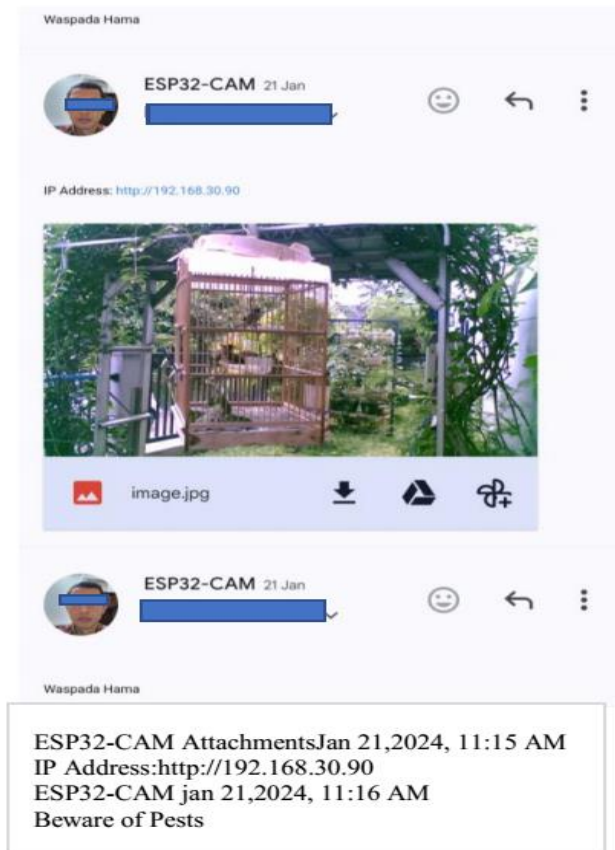 Waspada Hama
ESP32-CAM 21 Jan
IP Address: http://192.168.30.90
image.jpg
ESP32-CAM 21 Jan
Waspada Hama
ESP32-CAM AttachmentsJan 21,2024, 11:15 AM
IP Address:http://192.168.30.90
ESP32-CAM jan 21,2024, 11:16 AM
Beware of Pests